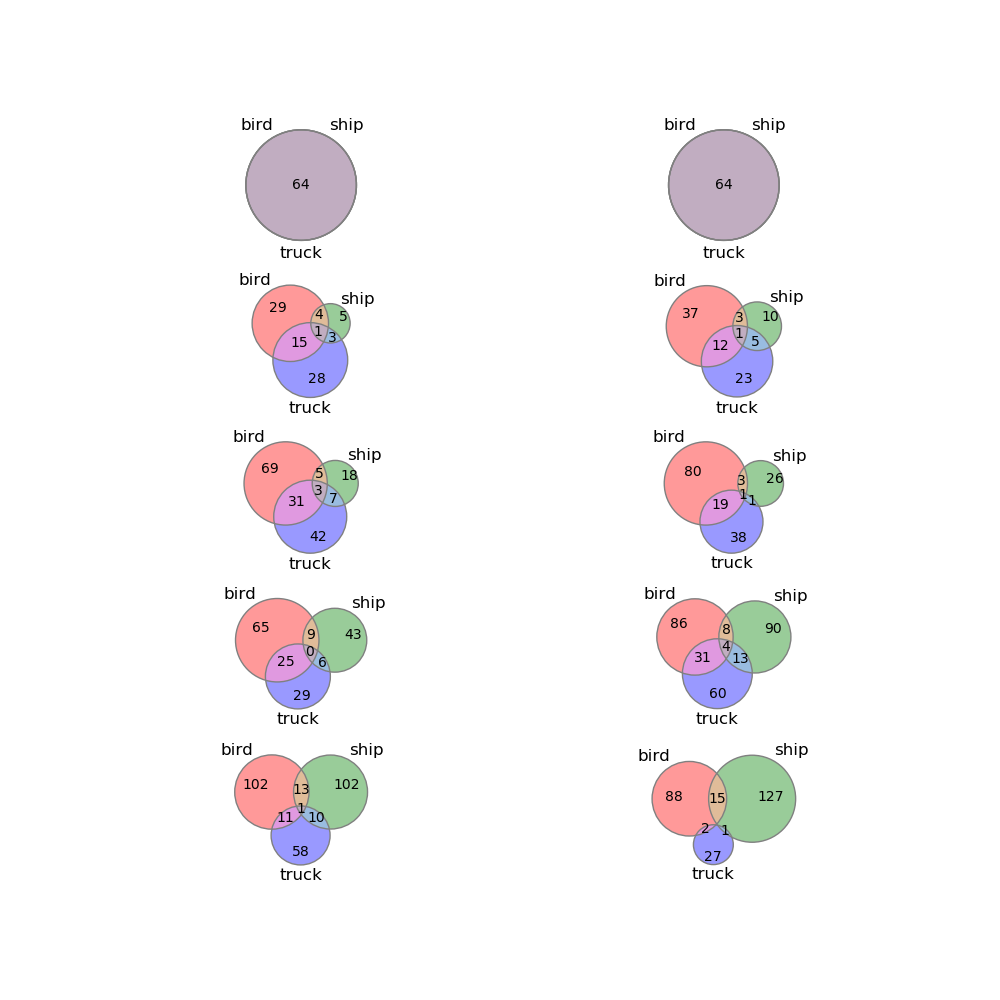 bird ship
64
truck
bird ship
64
truck
bird
ship
29 4 5
1 3
15
28
truck
bird
ship
37 3 10
1 5
12
23
truck
bird
ship
69 5 18
3 7
31
42
truck
bird
ship
80 3 26
1 1
19
38
truck
bird
ship
65 9 43
0
25 6
29
truck
bird
ship
86 8 90
4
31 13
60
truck
bird ship
102 13 102
1
11 10
58
truck
bird
ship
88 15 127
2 1
27
truck